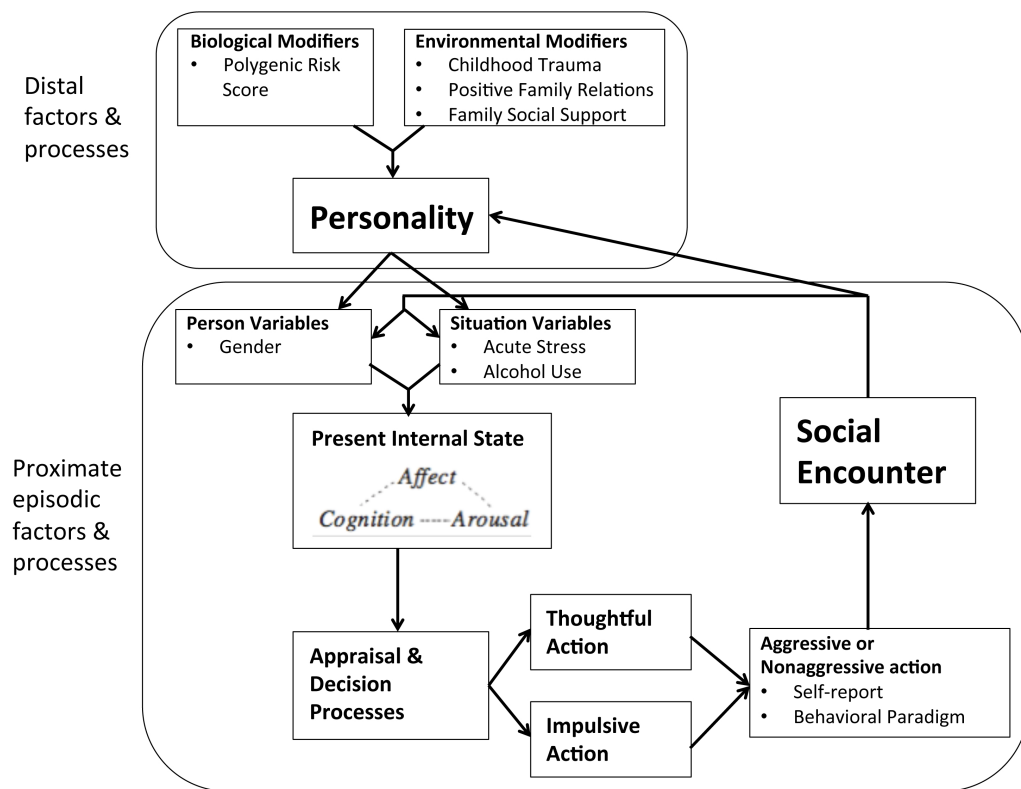 Distal
factors &
processes
Biological Modifiers
• Polygenic Risk
Score
Environmental Modifiers
• Childhood Trauma
• Positive Family Relations
• Family Social Support
Personality
Proximate
episodic
factors &
processes
Person Variables
• Gender
Situation Variables
• Acute Stress
• Alcohol Use
Present Internal State
Affect
Cognition ---- Arousal
Social
Encounter
Appraisal &
Decision
Processes
Thoughtful
Action
Impulsive
Action
Aggressive or
Nonaggressive action
• Self-report
• Behavioral Paradigm